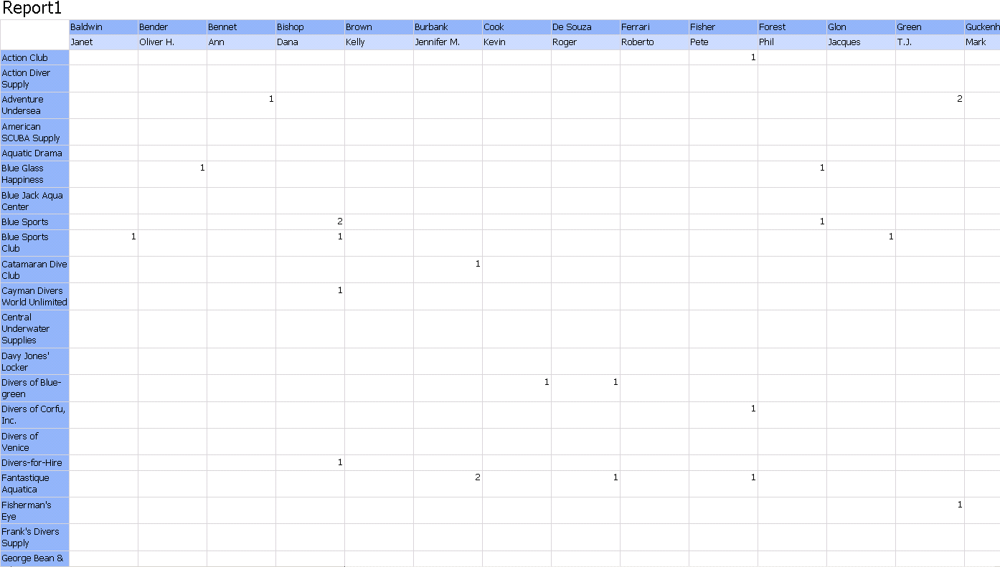 Report1
Baldwin Bender Bennet Bishop Brown Burbank Cook De Souza Ferrari Fisher Forest Glon Green Guckenh
Janet Oliver H. Ann Dana Kelly Jennifer M. Kevin Roger Roberto Pete Phil Jacques T.J. Mark
Action Club 1
Action Diver
Supply
Adventure 1 2
Undersea
American
SCUBA Supply
Aquatic Drama
Blue Glass 1 1
Happiness
Blue Jack Aqua
Center
Blue Sports 2 1
Blue Sports 1 1 1
Club
Catamaran Dive 1
Club
Cayman Divers 1
World Unlimited
Central
Underwater
Supplies
Davy Jones'
Locker
Divers of Blue- 1 1
green
Divers of Corfu, 1
Inc.
Divers of
Venice
Divers-for-Hire 1
Fantastique 2 1 1
Aquatica
Fisherman's 1
Eye
Frank's Divers
Supply
George Bean &